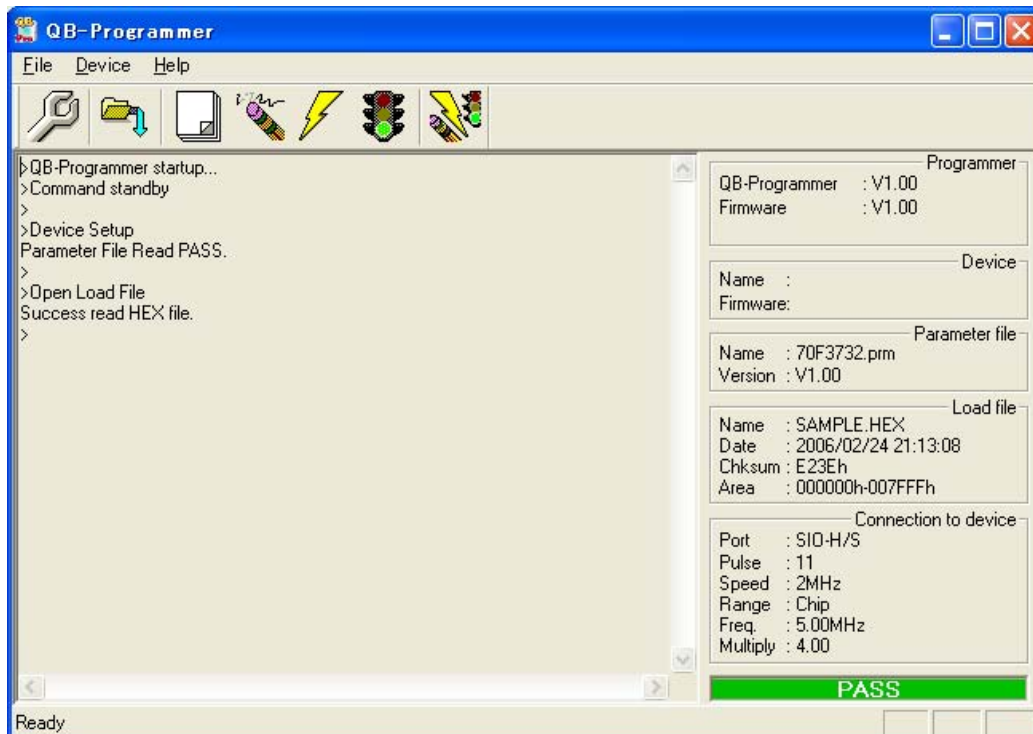 QB-Programmer
File Device Help
>QB-Programmer startup...
>Command standby
>
>Device Setup
Parameter File Read PASS.
>
>Open Load File
Success read HEX file.
>
Programmer
QB-Programmer : V1.00
Firmware : V1.00
Device
Name :
Firmware:
Parameter file
Name : 70F3732.prm
Version : V1.00
Load file
Name : SAMPLE.HEX
Date : 2006/02/24 21:13:08
Chksum : E23Eh
Area : 000000h-007FFFh
Connection to device
Port : SIO-H/S
Pulse : 11
Speed : 2MHz
Range : Chip
Freq. : 5.00MHz
Multiply : 4.00
PASS
Ready